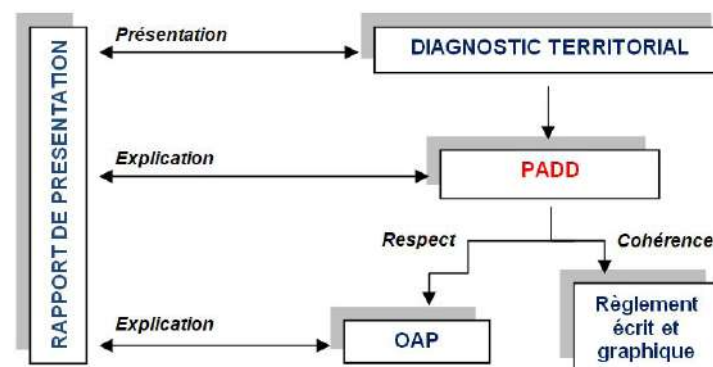 RAPPORT DE PRESENTATION
Présentation
DIAGNOSTIC TERRITORIAL
Explication
PADD
Respect
Cohérence
Explication
OAP
Règlement
écrit et
graphique